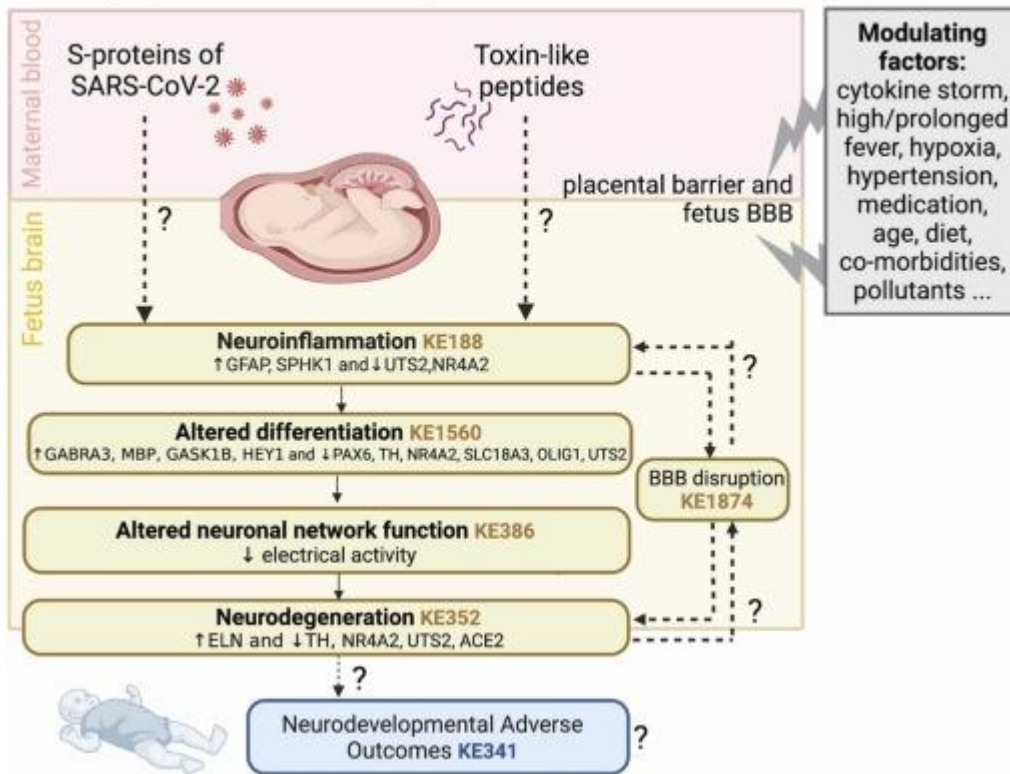 Maternal blood
S-proteins of
SARS-CoV-2
Toxin-like
peptides
Modulating
factors:
cytokine storm,
high/prolonged
fever, hypoxia,
hypertension,
medication,
age, diet,
co-morbidities,
pollutants ...
placental barrier and
fetus BBB
?
?
Fetus brain
Neuroinflammation KE188
↑GFAP, SPHK1 and↓UTS2,NR4A2
?
Altered differentiation KE1560
↑GABRA3, MBP, GASK1B, HEY1 and ↓PAX6, TH, NR4A2, SLC18A3, OLIG1, UTS2
BBB disruption
KE1874
Altered neuronal network function KE386
↓ electrical activity
Neurodegeneration KE352
↑ELN and ↓TH, NR4A2, UTS2, ACE2
?
?
Neurodevelopmental Adverse
Outcomes KE341
?